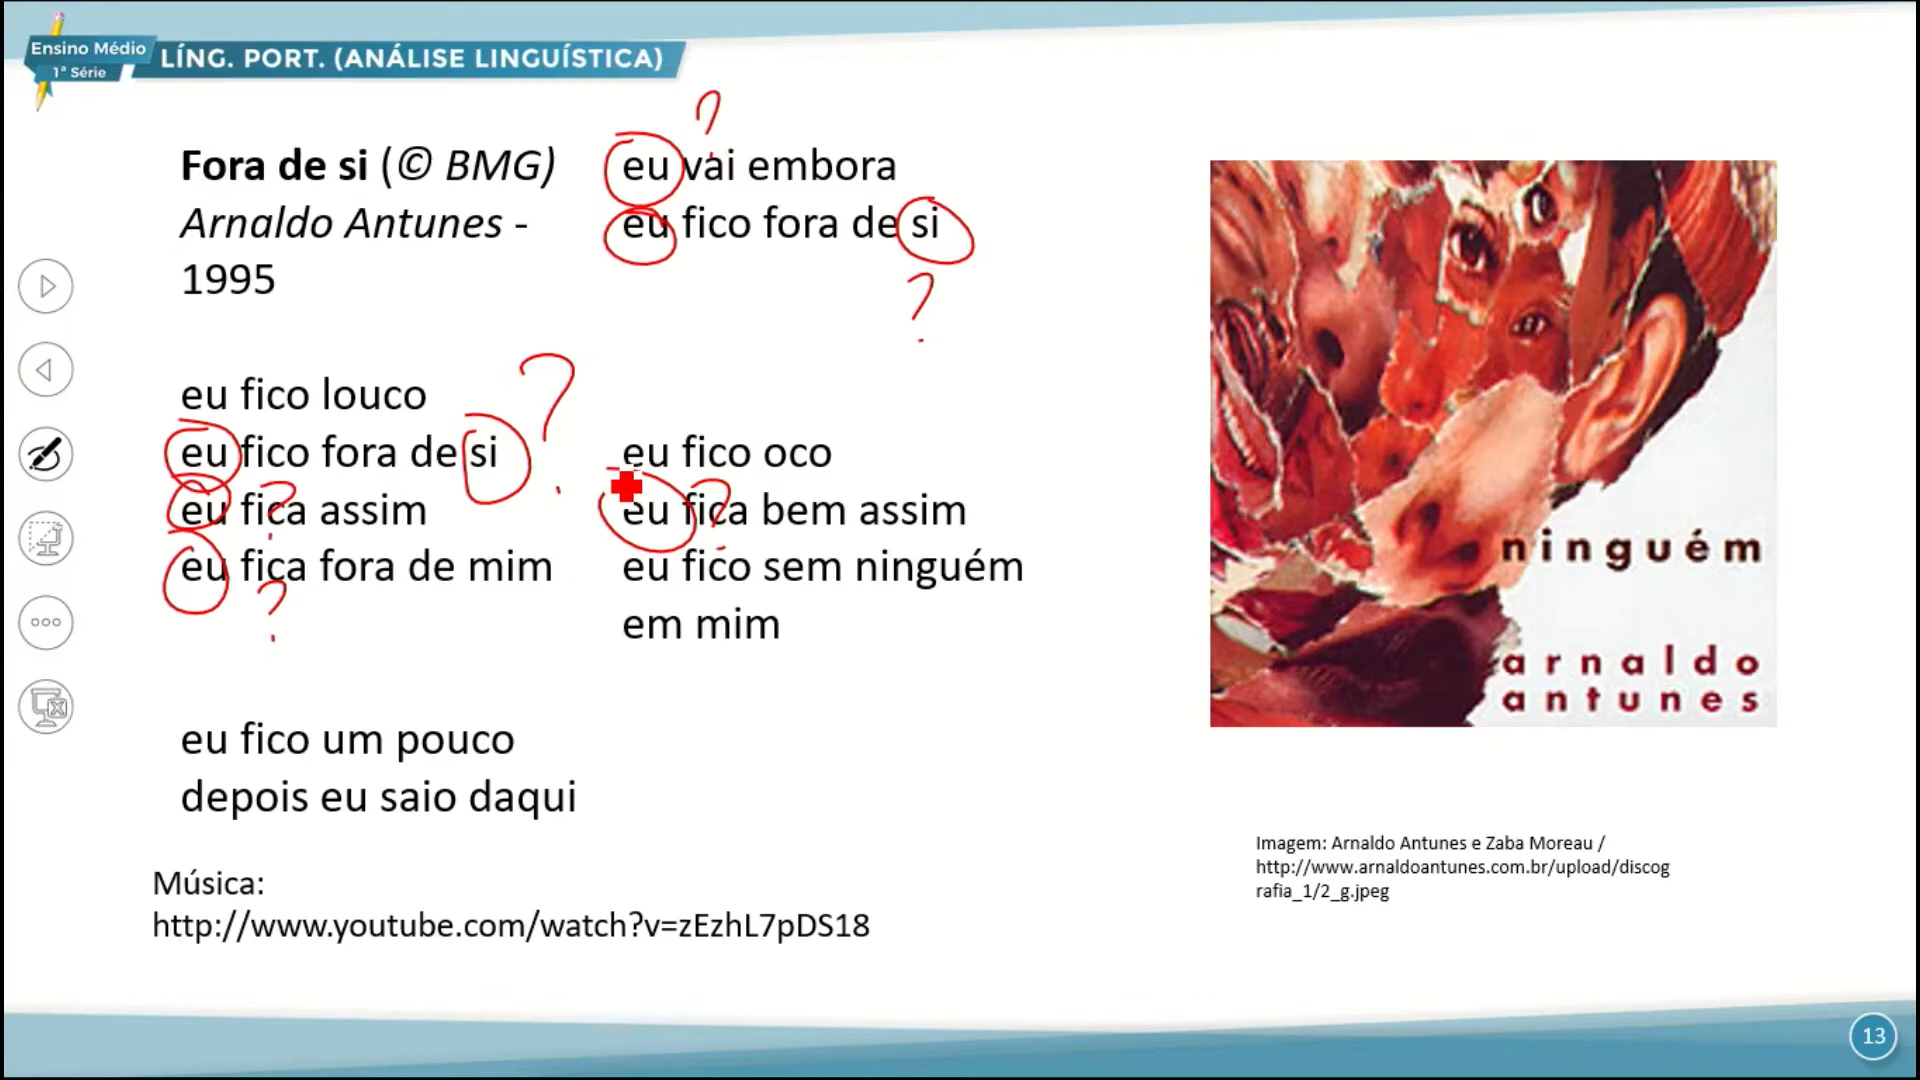 Ensino Médio
1ª Série
LÍNG. PORT. (ANÁLISE LINGUÍSTICA)
Fora de si (© BMG)
Arnaldo Antunes -
1995
eu fico louco
eu fico fora de si
eu fica assim
eu fica fora de mim
eu fico um pouco
depois eu saio daqui
?
eu vai embora
eu fico fora de si
?
?
?
?
eu fico oco
eu fica bem assim
?
eu fico sem ninguém
em mim
Música:
http://www.youtube.com/watch?v=zEzhL7pDS18
ninguém
arnaldo
antunes
Imagem: Arnaldo Antunes e Zaba Moreau /
http://www.arnaldoantunes.com.br/upload/discog
rafia_1/2_g.jpeg
13